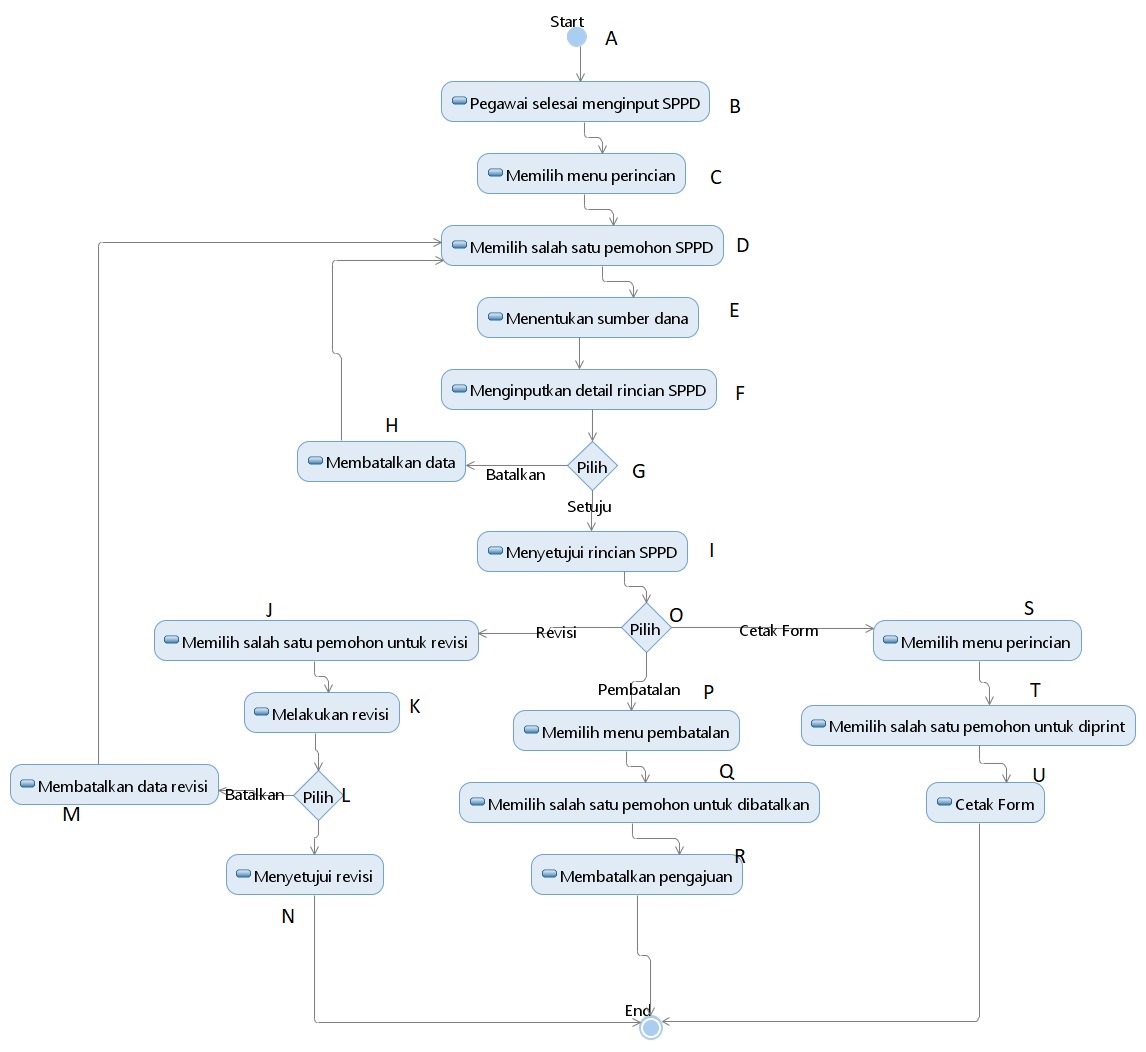 Start
A
Pegawai selesai menginput SPPD
B
Memilih menu perincian
C
Memilih salah satu pemohon SPPD
D
Menentukan sumber dana
E
Menginputkan detail rincian SPPD
F
H
Membatalkan data
Batalkan
Pilih
G
Setuju
Menyetujui rincian SPPD
I
J
Memilih salah satu pemohon untuk revisi
Revisi
Pilih
O
Cetak Form
S
Memilih menu perincian
Melakukan revisi
K
Pembatalan
P
Memilih menu pembatalan
T
Memilih salah satu pemohon untuk diprint
Membatalkan data revisi
M
Batalkan
Pilih
L
Q
Memilih salah satu pemohon untuk dibatalkan
U
Cetak Form
Menyetujui revisi
N
R
Membatalkan pengajuan
End